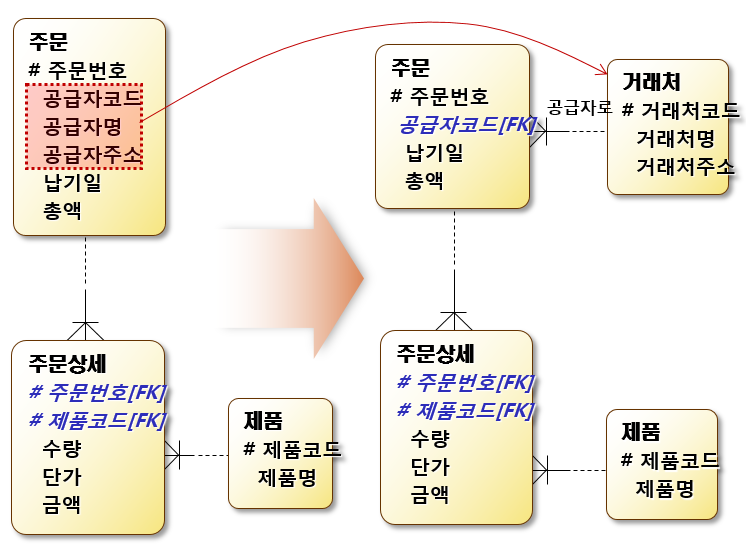 주문
# 주문번호
공급자코드
공급자명
공급자주소
납기일
총액
주문상세
# 주문번호[FK]
# 제품코드[FK]
수량
단가
금액
제품
# 제품코드
제품명
주문
# 주문번호
공급자코드[FK]
납기일
총액
공급자로
거래처
# 거래처코드
거래처명
거래처주소
주문상세
# 주문번호[FK]
# 제품코드[FK]
수량
단가
금액
제품
# 제품코드
제품명